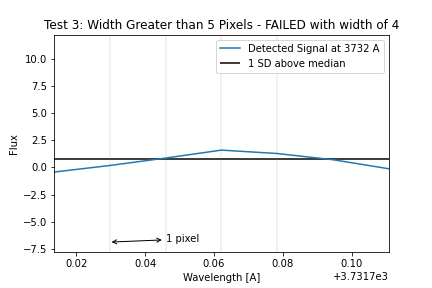 Test 3: Width Greater than 5 Pixels - FAILED with width of 4
Detected Signal at 3732 A
1 SD above median
10.0
7.5
5.0
2.5
0.0
−2.5
−5.0
−7.5
Flux
1 pixel
0.02 0.04 0.06 0.08 0.10
Wavelength [A]
+3.7317e3